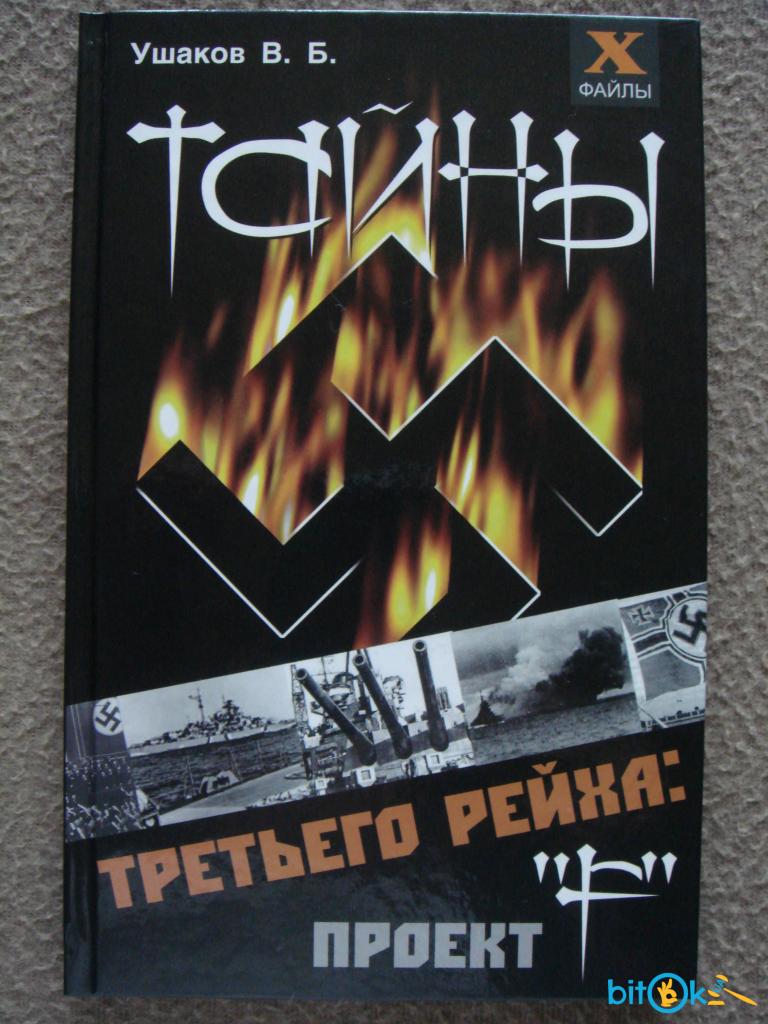 Ушаков В. Б.
Х
ФАЙЛЫ
ТАЙНЫ
ТРЕТЬЕГО РЕЙХА:
ПРОЕКТ "F"
bitok